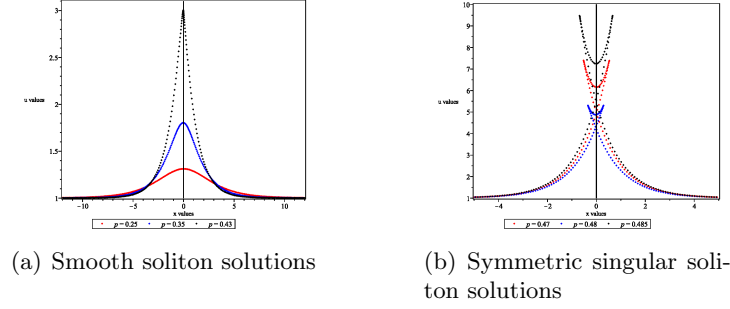 3
2.5
u values
2
1.5
1
-10 -5 0 5 10
x values
p = 0.25 p = 0.35 p = 0.43
(a) Smooth soliton solutions
10
9
8
7
6
u values
5
4
3
2
1
-4 -2 0 2 4
x values
p = 0.47 p = 0.48 p = 0.485
(b) Symmetric singular soli-
ton solutions